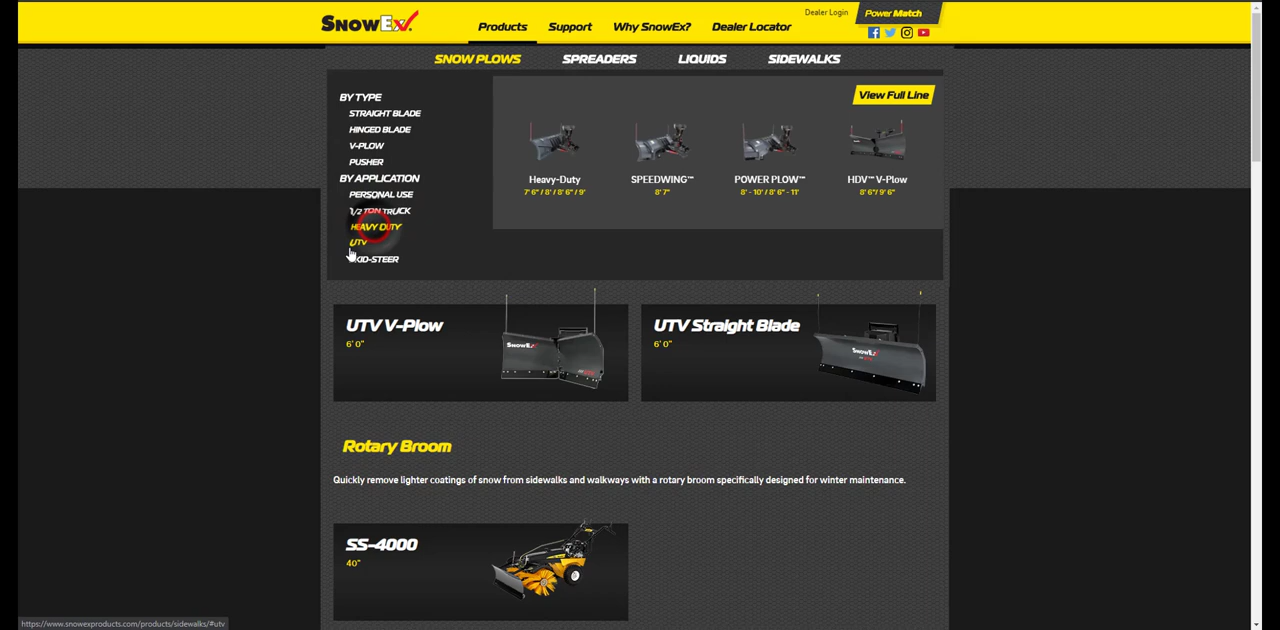 SNOWEX
Products
Support
Why SnowEx?
Dealer Locator
Dealer Login
Power Match
SNOW PLOWS
SPREADERS
LIQUIDS
SIDEWALKS
BY TYPE
STRAIGHT BLADE
HINGED BLADE
V-PLOW
PUSHER
BY APPLICATION
PERSONAL USE
1/2 TON TRUCK
HEAVY DUTY
UTV
SKID-STEER
View Full Line
Heavy-Duty
7' 6"/ 8' / 8' 6"/ 9'
SPEEDWING™
8' 7"
POWER PLOW™
8' - 10' / 8' 6" - 11'
HDV™ V-Plow
8' 6"/ 9' 6"
UTV V-Plow
6' 0"
SNOWEX
UTV Straight Blade
6' 0"
SNOWEX
Rotary Broom
Quickly remove lighter coatings of snow from sidewalks and walkways with a rotary broom specifically designed for winter maintenance.
SS-4000
40"
https://www.snowexproducts.com/products/sidewalks/#utv